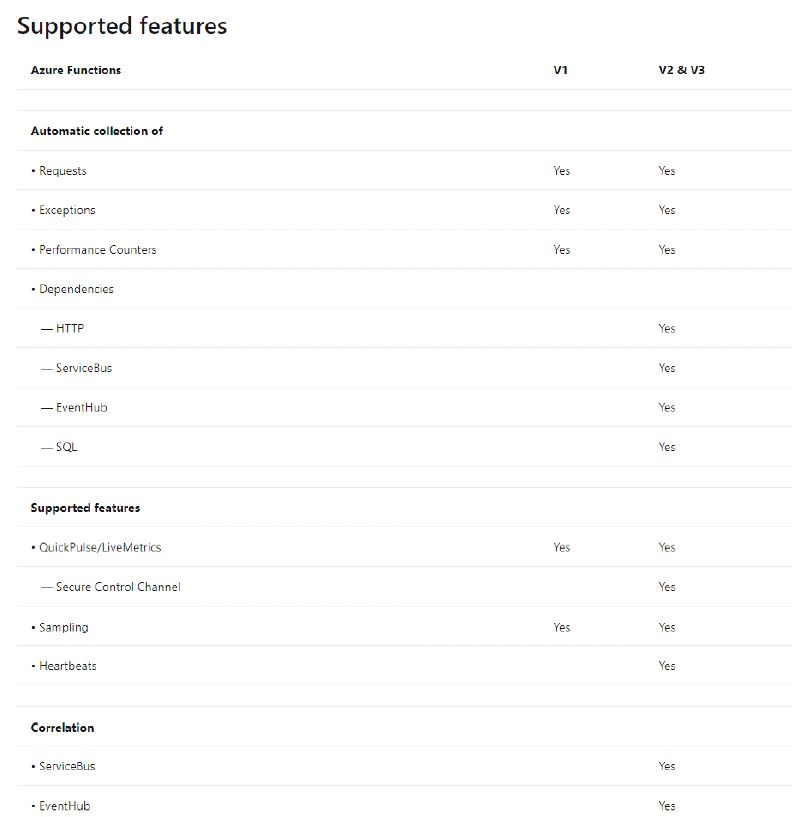 Supported features
Azure Functions V1 V2 & V3
Automatic collection of
• Requests Yes Yes
• Exceptions Yes Yes
• Performance Counters Yes Yes
• Dependencies
— HTTP Yes
— ServiceBus Yes
— EventHub Yes
— SQL Yes
Supported features
• QuickPulse/LiveMetrics Yes Yes
— Secure Control Channel Yes
• Sampling Yes Yes
• Heartbeats Yes
Correlation
• ServiceBus Yes
• EventHub Yes